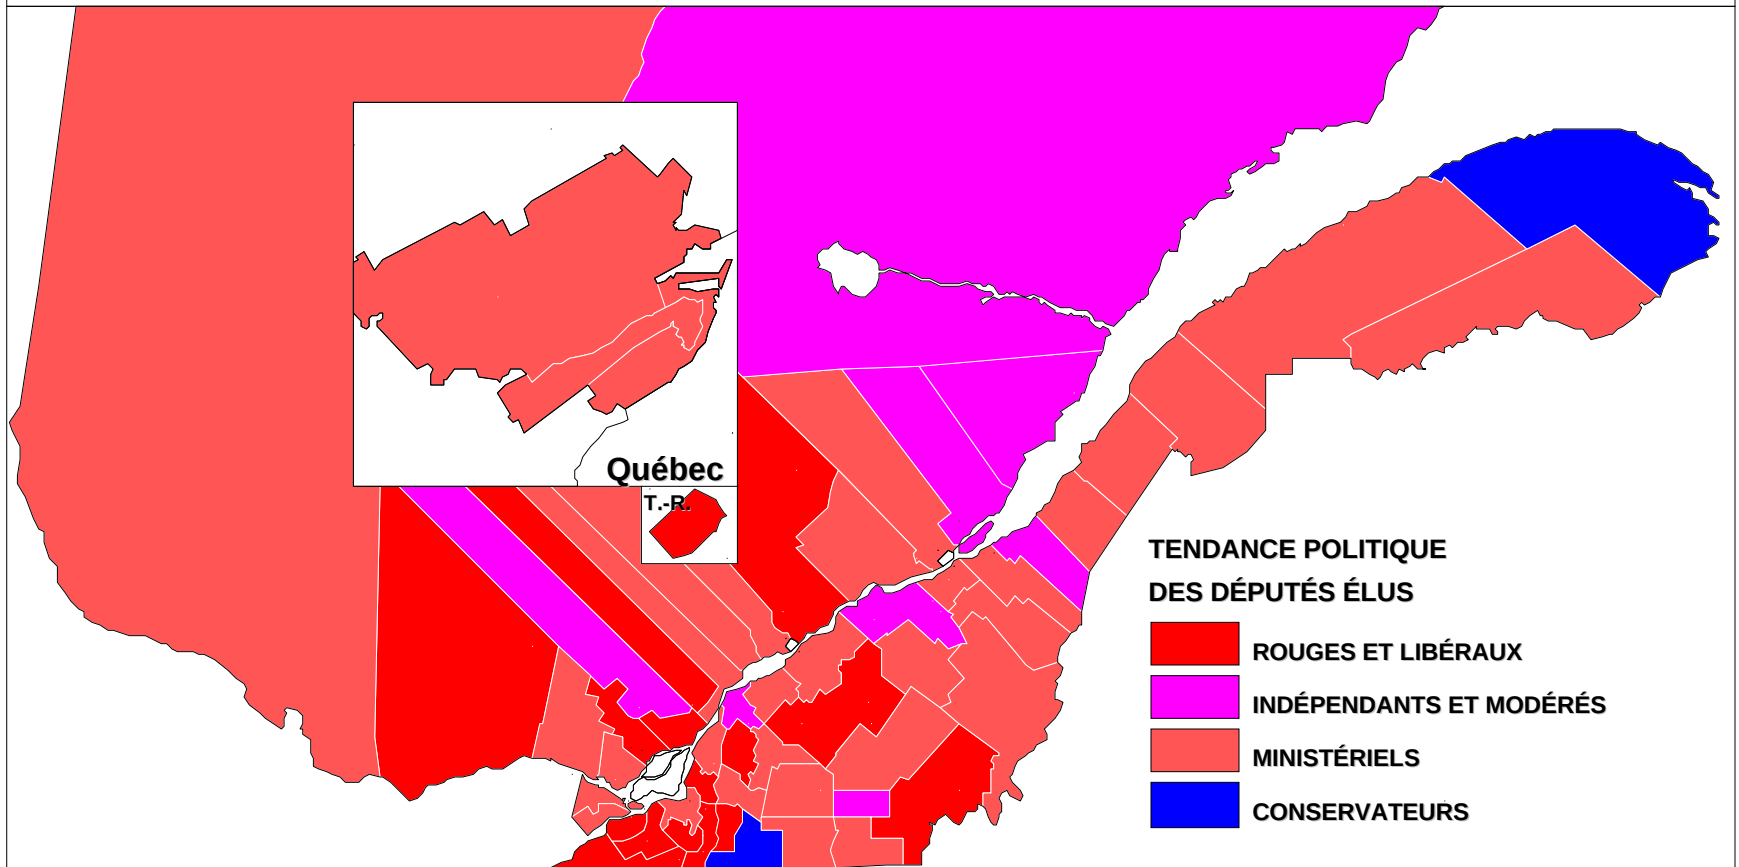 Québec
T.-R.
TENDANCE POLITIQUE
DES DÉPUTÉS ÉLUS
ROUGES ET LIBÉRAUX
INDÉPENDANTS ET MODÉRÉS
MINISTÉRIELS
CONSERVATEURS